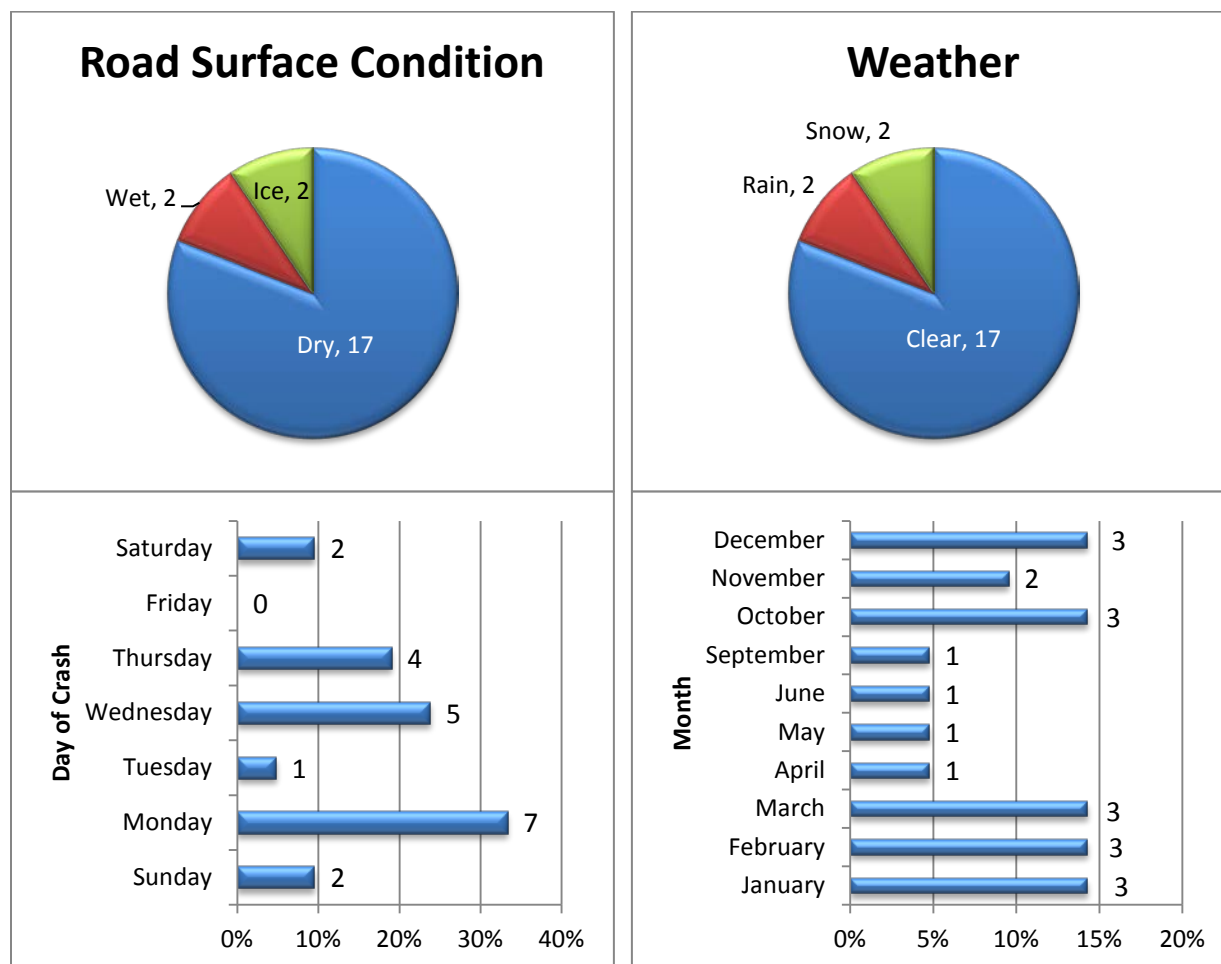 Road Surface Condition
Wet, 2
Ice, 2
Dry, 17
Weather
Snow, 2
Rain, 2
Clear, 17
Day of Crash
Saturday 2
Friday 0
Thursday 4
Wednesday 5
Tuesday 1
Monday 7
Sunday 2
0% 10% 20% 30% 40%
Month
December 3
November 2
October 3
September 1
June 1
May 1
April 1
March 3
February 3
January 3
0% 5% 10% 15% 20%